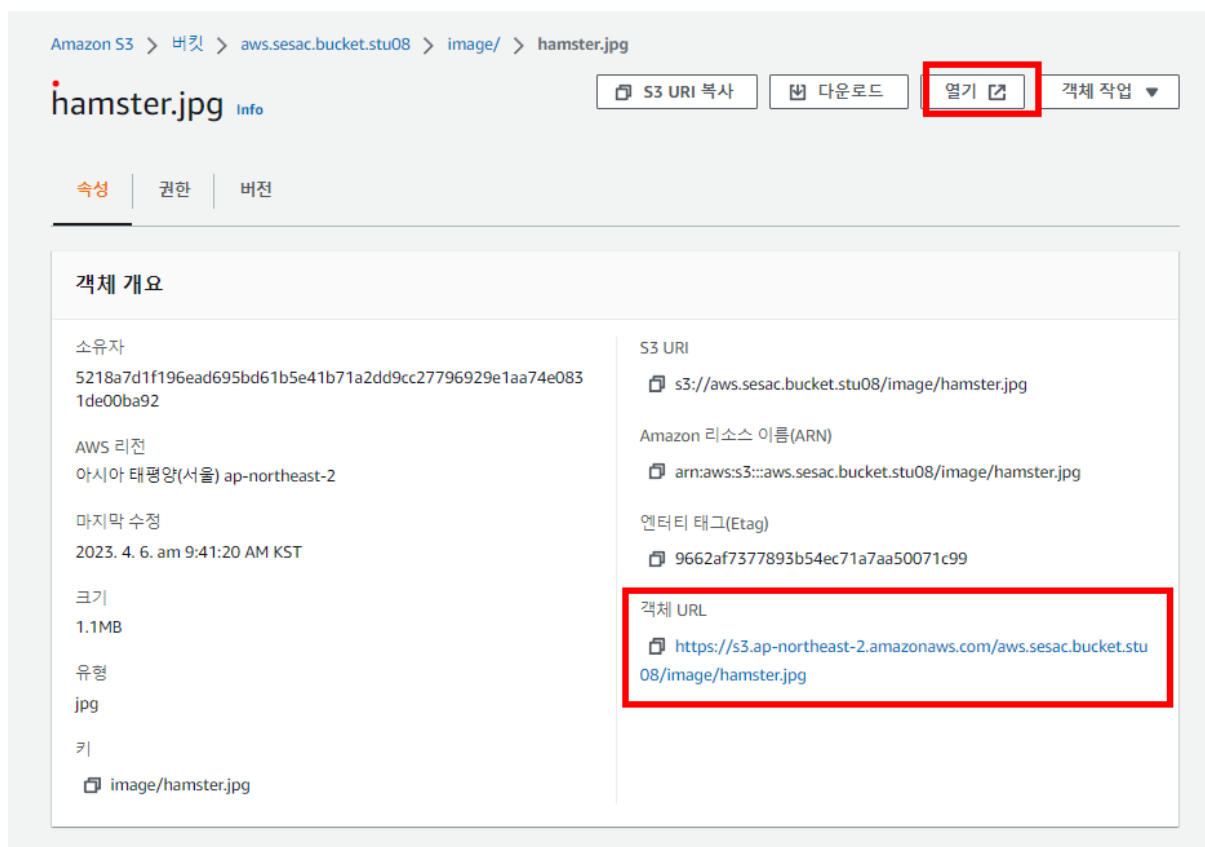 Amazon S3 > 버킷 > aws.sesac.bucket.stu08 > image/ > hamster.jpg
hamster.jpg Info
S3 URI 복사 다운로드 열기 객체 작업 ▼
속성 권한 버전
객체 개요
소유자
5218a7d1f196ead695bd61b5e41b71a2dd9cc27796929e1aa74e083
1de00ba92
AWS 리전
아시아 태평양(서울) ap-northeast-2
마지막 수정
2023. 4. 6. am 9:41:20 AM KST
크기
1.1MB
유형
jpg
키
image/hamster.jpg
S3 URI
s3://aws.sesac.bucket.stu08/image/hamster.jpg
Amazon 리소스 이름(ARN)
arn:aws:s3:::aws.sesac.bucket.stu08/image/hamster.jpg
엔터티 태그(Etag)
9662af7377893b54ec71a7aa50071c99
객체 URL
https://s3.ap-northeast-2.amazonaws.com/aws.sesac.bucket.stu
08/image/hamster.jpg